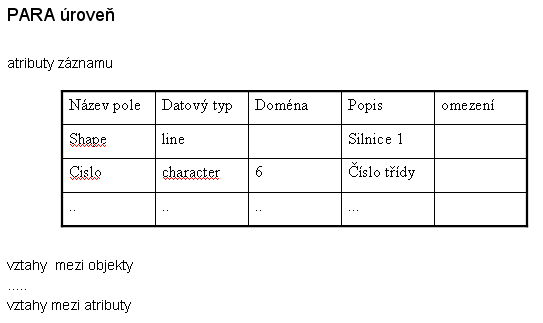 PARA úroveň
atributy záznamu
Název pole Datový typ Doména Popis omezení
Shape line Silnice 1
Cislo character 6 Číslo třídy
.. .. .. ...
vztahy mezi objekty
.....
vztahy mezi atributy